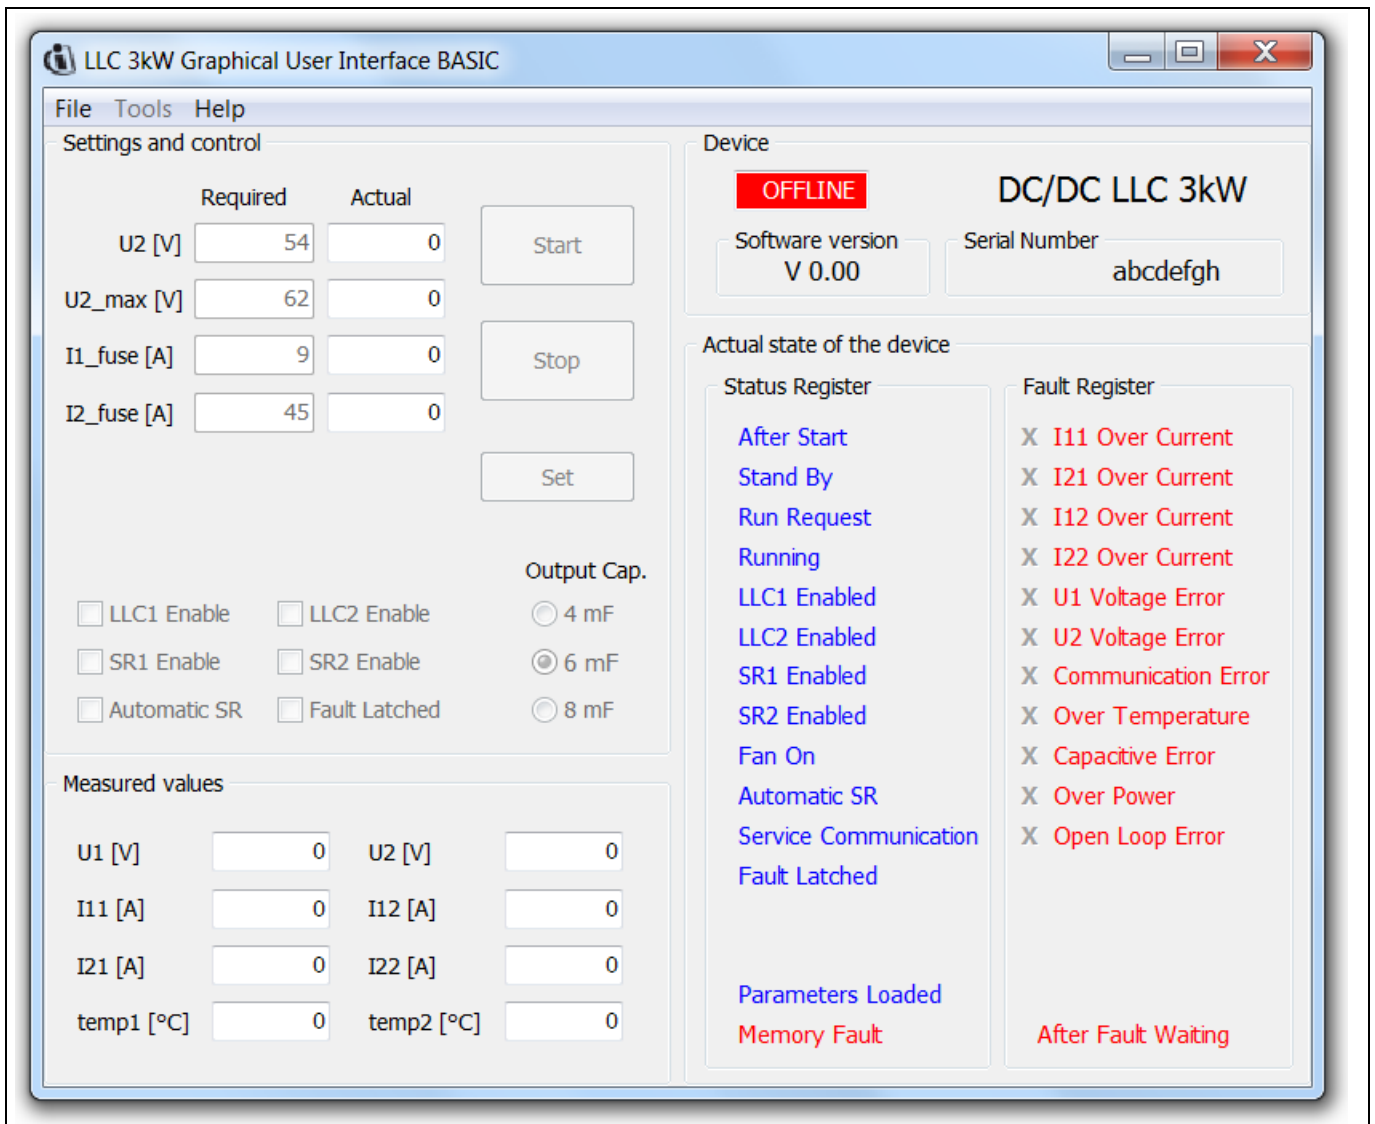 LLC 3kW Graphical User Interface BASIC
File Tools Help
Settings and control
Required Actual
U2 [V] 54 0 Start
U2_max [V] 62 0
I1_fuse [A] 9 0 Stop
I2_fuse [A] 45 0
Set
Output Cap.
LLC1 Enable LLC2 Enable 4 mF
SR1 Enable SR2 Enable 6 mF
Automatic SR Fault Latched 8 mF
Measured values
U1 [V] 0 U2 [V] 0
I11 [A] 0 I12 [A] 0
I21 [A] 0 I22 [A] 0
temp1 [°C] 0 temp2 [°C] 0
Device
OFFLINE DC/DC LLC 3kW
Software version Serial Number
V 0.00 abcdefgh
Actual state of the device
Status Register
After Start
Stand By
Run Request
Running
LLC1 Enabled
LLC2 Enabled
SR1 Enabled
SR2 Enabled
Fan On
Automatic SR
Service Communication
Fault Latched
Parameters Loaded
Memory Fault
Fault Register
X I11 Over Current
X I21 Over Current
X I12 Over Current
X I22 Over Current
X U1 Voltage Error
X U2 Voltage Error
X Communication Error
X Over Temperature
X Capacitive Error
X Over Power
X Open Loop Error
After Fault Waiting